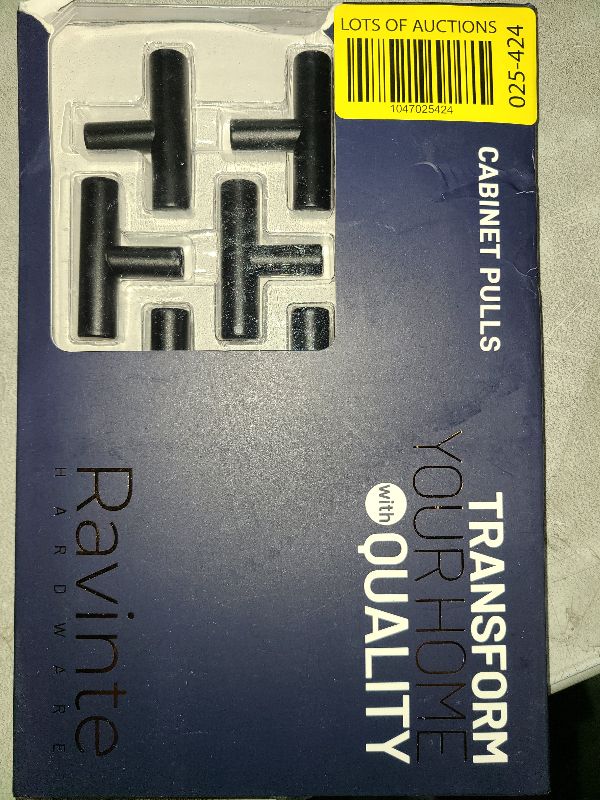 LOTS OF AUCTIONS
1047025424
025-424
CABINET PULLS
TRANSFORM
YOUR HOME
with QUALITY
Ravinte
HARDWARE